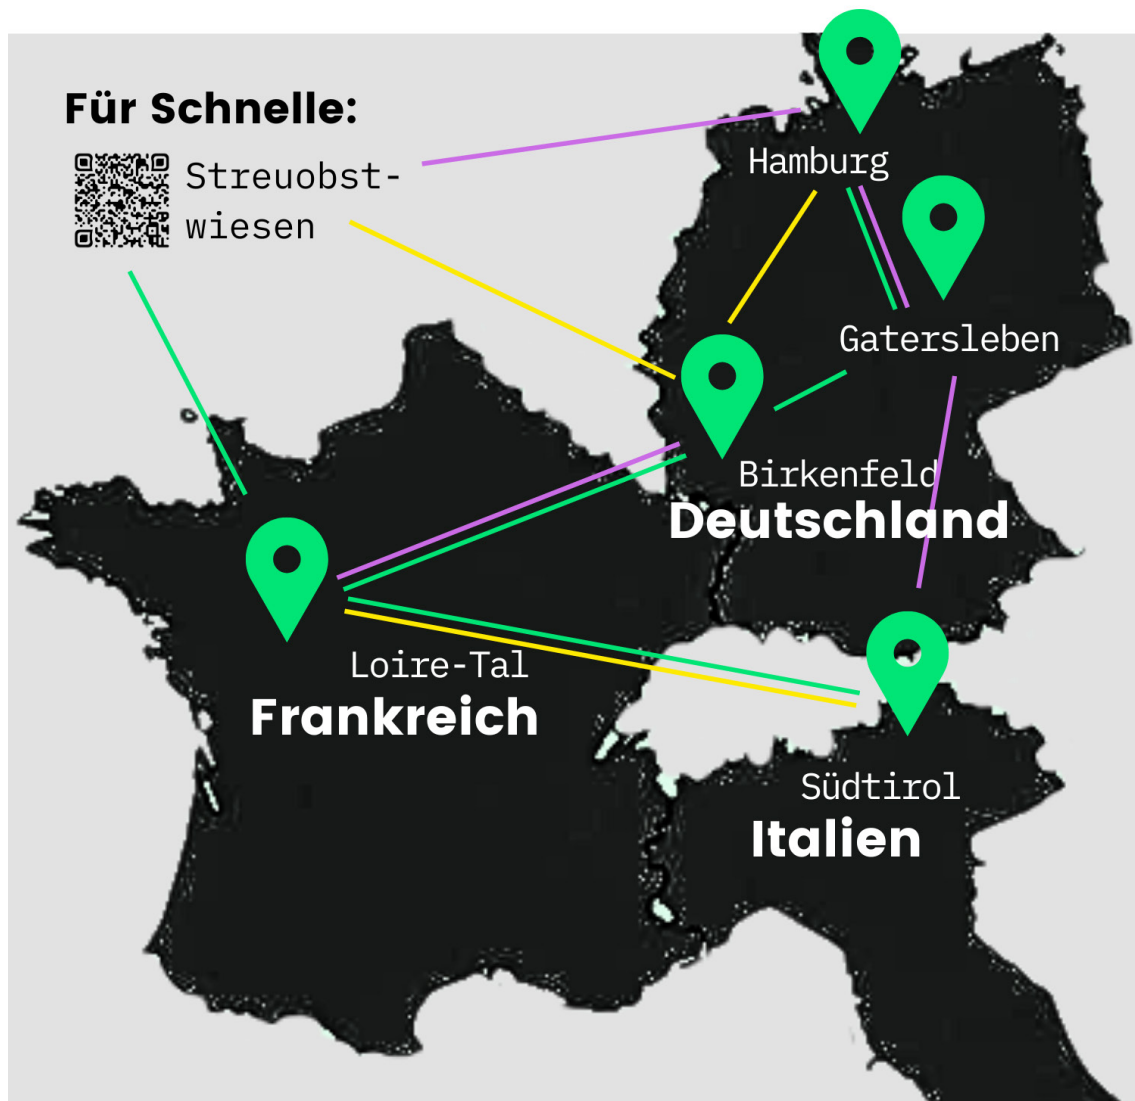 Für Schnelle:
Streuobst-
wiesen
Hamburg
Gatersleben
Birkenfeld
Deutschland
Loire-Tal
Frankreich
Südtirol
Italien